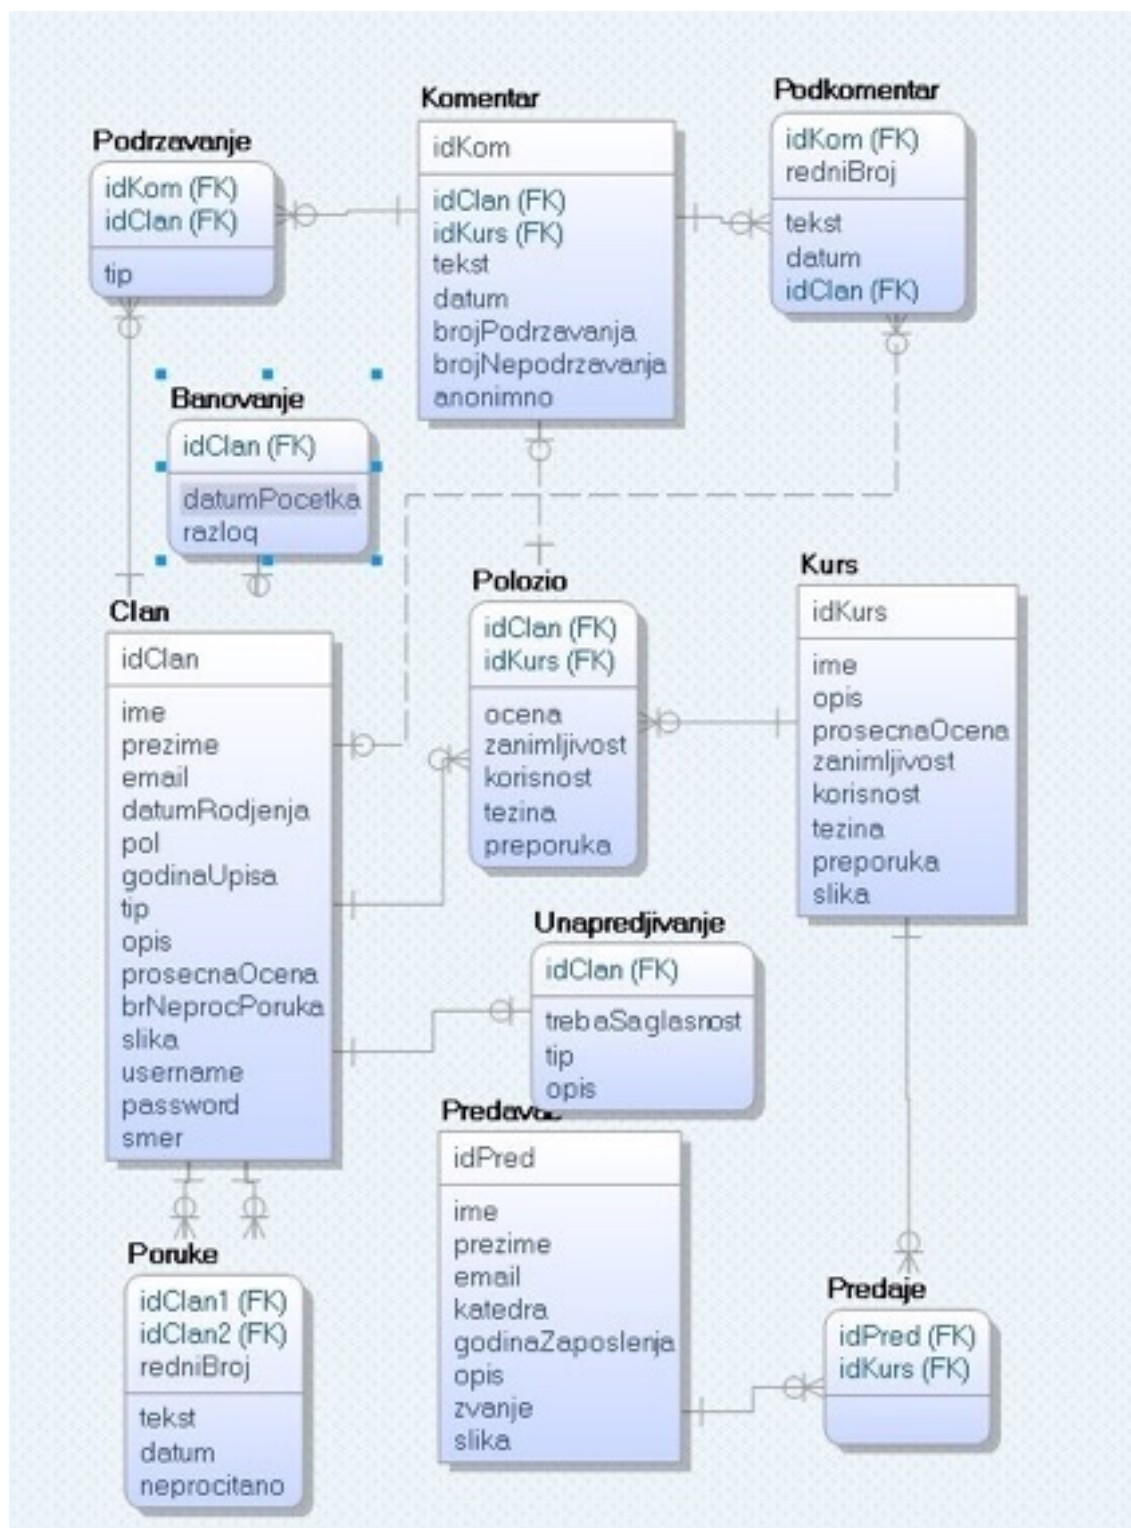 Podrzavanje
idKom (FK)
idClan (FK)
tip
Komentar
idKom
idClan (FK)
idKurs (FK)
tekst
datum
brojPodrzavanja
brojNepodrzavanja
anonimno
Podkomentar
idKom (FK)
redniBroj
tekst
datum
idClan (FK)
Banovanje
idClan (FK)
datumPocetka
razlog
Clan
idClan
ime
prezime
email
datumRodjenja
pol
godinaUpisa
tip
opis
prosecnaOcena
brNeprocPoruka
slika
username
password
smer
Polozio
idClan (FK)
idKurs (FK)
ocena
zanimljivost
korisnost
tezina
preporuka
Kurs
idKurs
ime
opis
prosecnaOcena
zanimljivost
korisnost
tezina
preporuka
slika
Unapredjivanje
idClan (FK)
trebaSaglasnost
tip
opis
Predavac
idPred
ime
prezime
email
katedra
godinaZaposlenja
opis
zvanje
slika
Poruke
idClan1 (FK)
idClan2 (FK)
redniBroj
tekst
datum
neprocitano
Predaje
idPred (FK)
idKurs (FK)